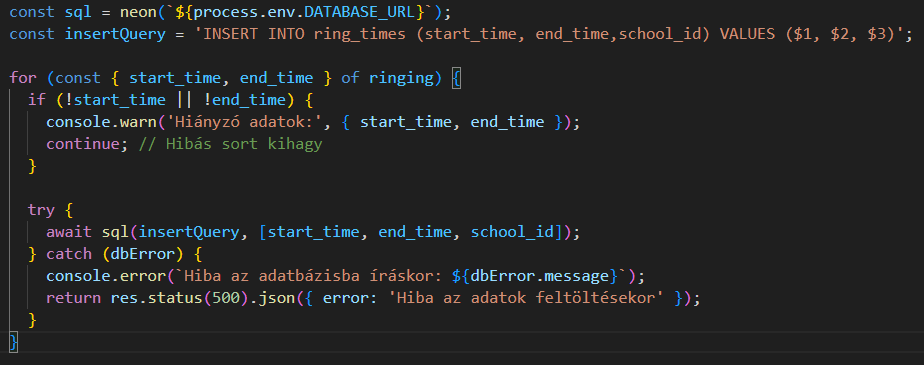 const sql = neon(`${process.env.DATABASE_URL}`);
const insertQuery = 'INSERT INTO ring_times (start_time, end_time,school_id) VALUES ($1, $2, $3)';

for (const { start_time, end_time } of ringing) {
  if (!start_time || !end_time) {
    console.warn('Hiányzó adatok:', { start_time, end_time });
    continue; // Hibás sort kihagy
  }

  try {
    await sql(insertQuery, [start_time, end_time, school_id]);
  } catch (dbError) {
    console.error(`Hiba az adatbázisba íráskor: ${dbError.message}`);
    return res.status(500).json({ error: 'Hiba az adatok feltöltésekor' });
  }
}